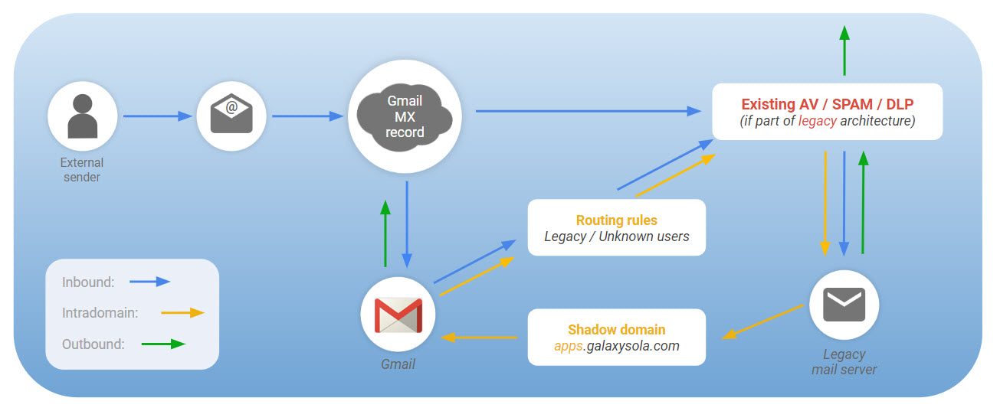 External
sender
@
Gmail
MX
record
Existing AV / SPAM / DLP
(if part of legacy architecture)
Routing rules
Legacy / Unknown users
Inbound:
Intradomain:
Outbound:
Gmail
Shadow domain
apps.galaxysola.com
Legacy
mail server